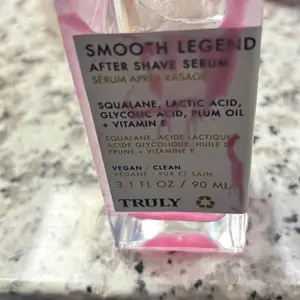 SMOOTH LEGEND
AFTER SHAVE SERUM
SÉRUM APRÈS-RASAGE
SQUALANE, LACTIC ACID,
GLYCOLIC ACID, PLUM OIL
+ VITAMIN E
SQUALANE, ACIDE LACTIQUE,
ACIDE GLYCOLIQUE, HUILE DE
PRUNE + VITAMINE E
VEGAN - CLEAN
VÉGANE - PUR ET SAIN
3.1 FL OZ / 90 ML
TRULY